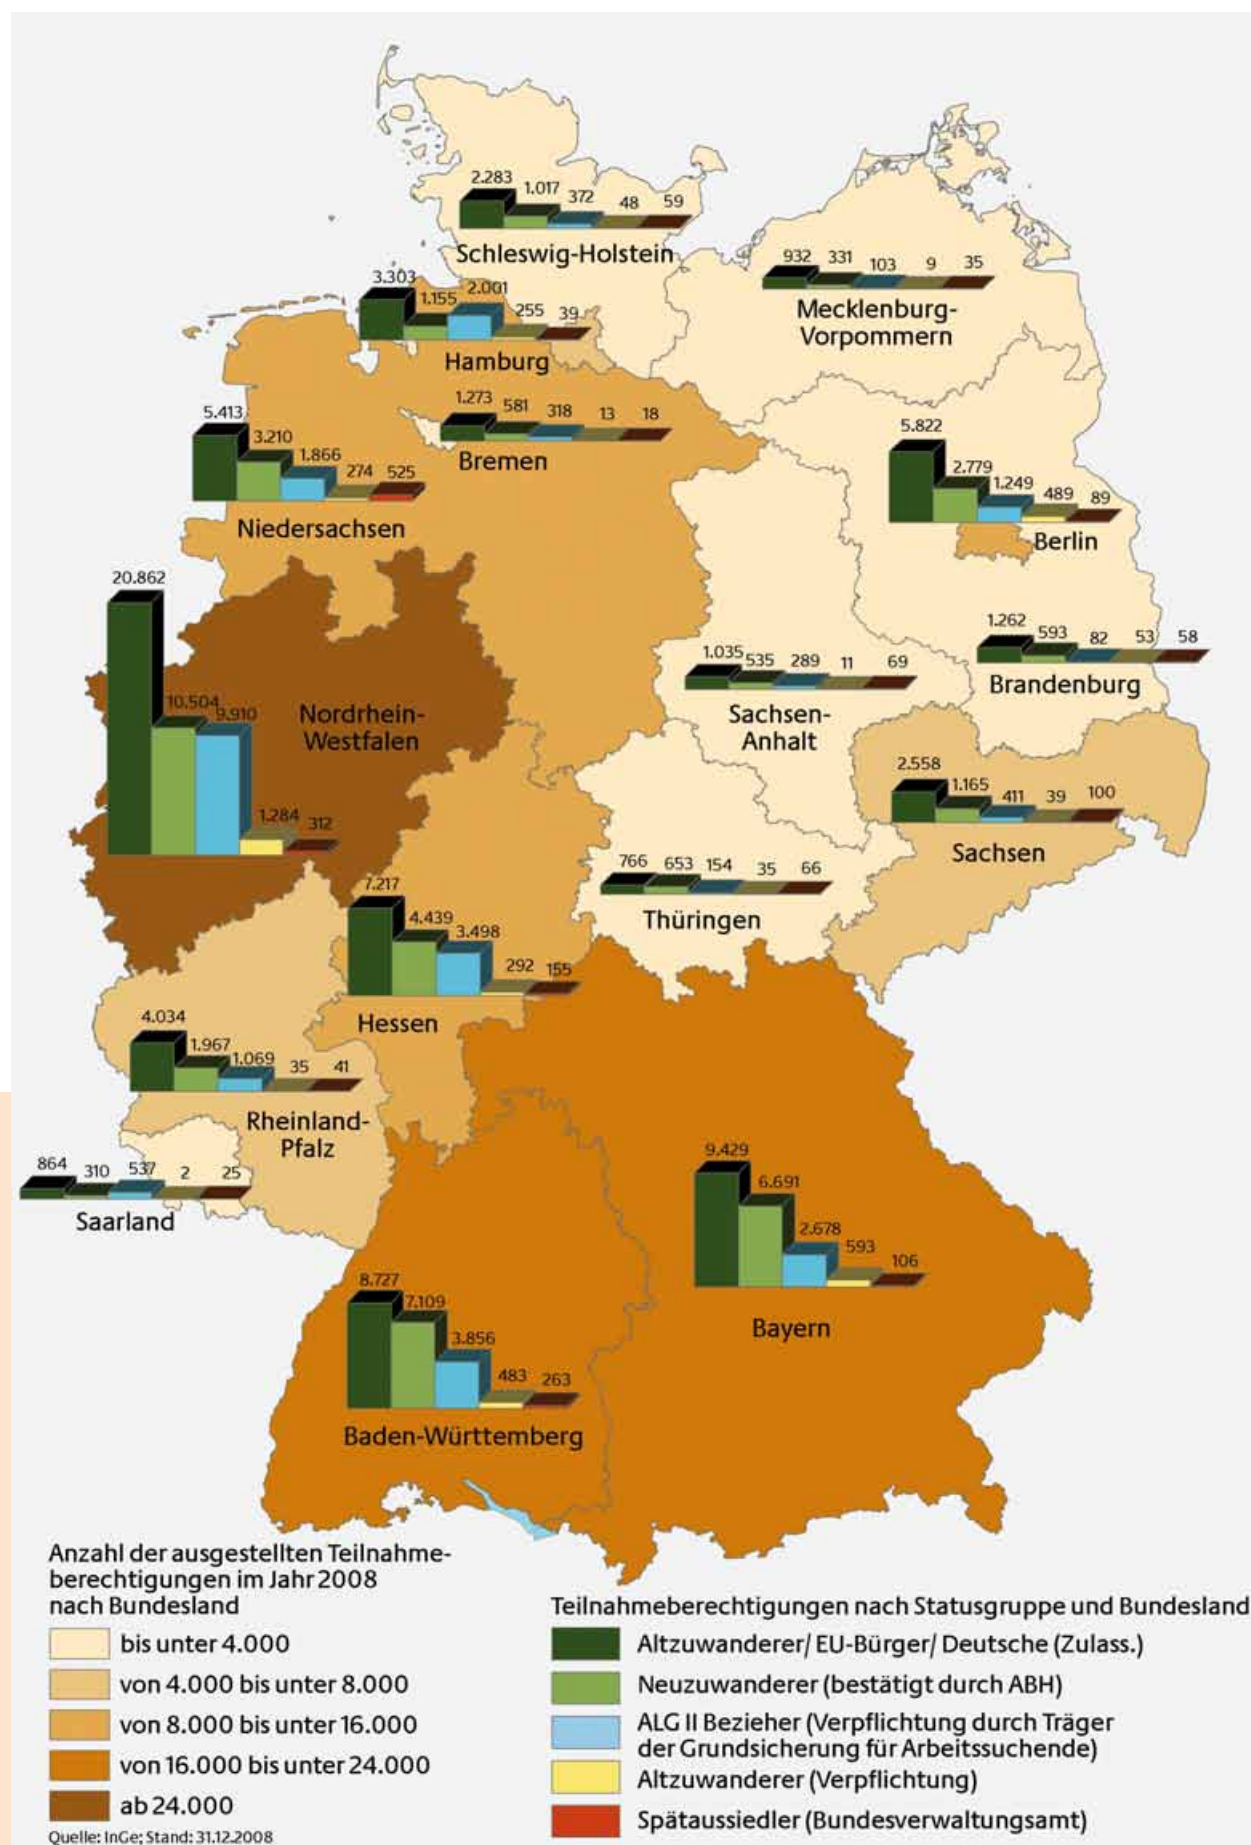 2.283 1.017 372 48 59
Schleswig-Holstein
932 331 103 9 35
Mecklenburg-
Vorpommern
3.303 1.155 2.001 255 39
Hamburg
1.273 581 318 13 18
Bremen
5.413 3.210 1.866 274 525
Niedersachsen
5.822 2.779 1.249 489 89
Berlin
20.862 10.504 9.910 1.284 312
Nordrhein-
Westfalen
1.262 593 82 53 58
Brandenburg
1.035 535 289 11 69
Sachsen-
Anhalt
2.558 1.165 411 39 100
Sachsen
766 653 154 35 66
Thüringen
7.217 4.439 3.498 292 155
Hessen
4.034 1.967 1.069 35 41
Rheinland-
Pfalz
864 310 537 2 25
Saarland
9.429 6.691 2.678 593 106
Bayern
8.727 7.109 3.856 483 263
Baden-Württemberg
Anzahl der ausgestellten Teilnahme-
berechtigungen im Jahr 2008
nach Bundesland
bis unter 4.000
von 4.000 bis unter 8.000
von 8.000 bis unter 16.000
von 16.000 bis unter 24.000
ab 24.000
Quelle: InGe; Stand: 31.12.2008
Teilnahmeberechtigungen nach Statusgruppe und Bundesland
Altzuwanderer/ EU-Bürger/ Deutsche (Zulass.)
Neuzuwanderer (bestätigt durch ABH)
ALG II Bezieher (Verpflichtung durch Träger
der Grundsicherung für Arbeitssuchende)
Altzuwanderer (Verpflichtung)
Spätaussiedler (Bundesverwaltungsamt)